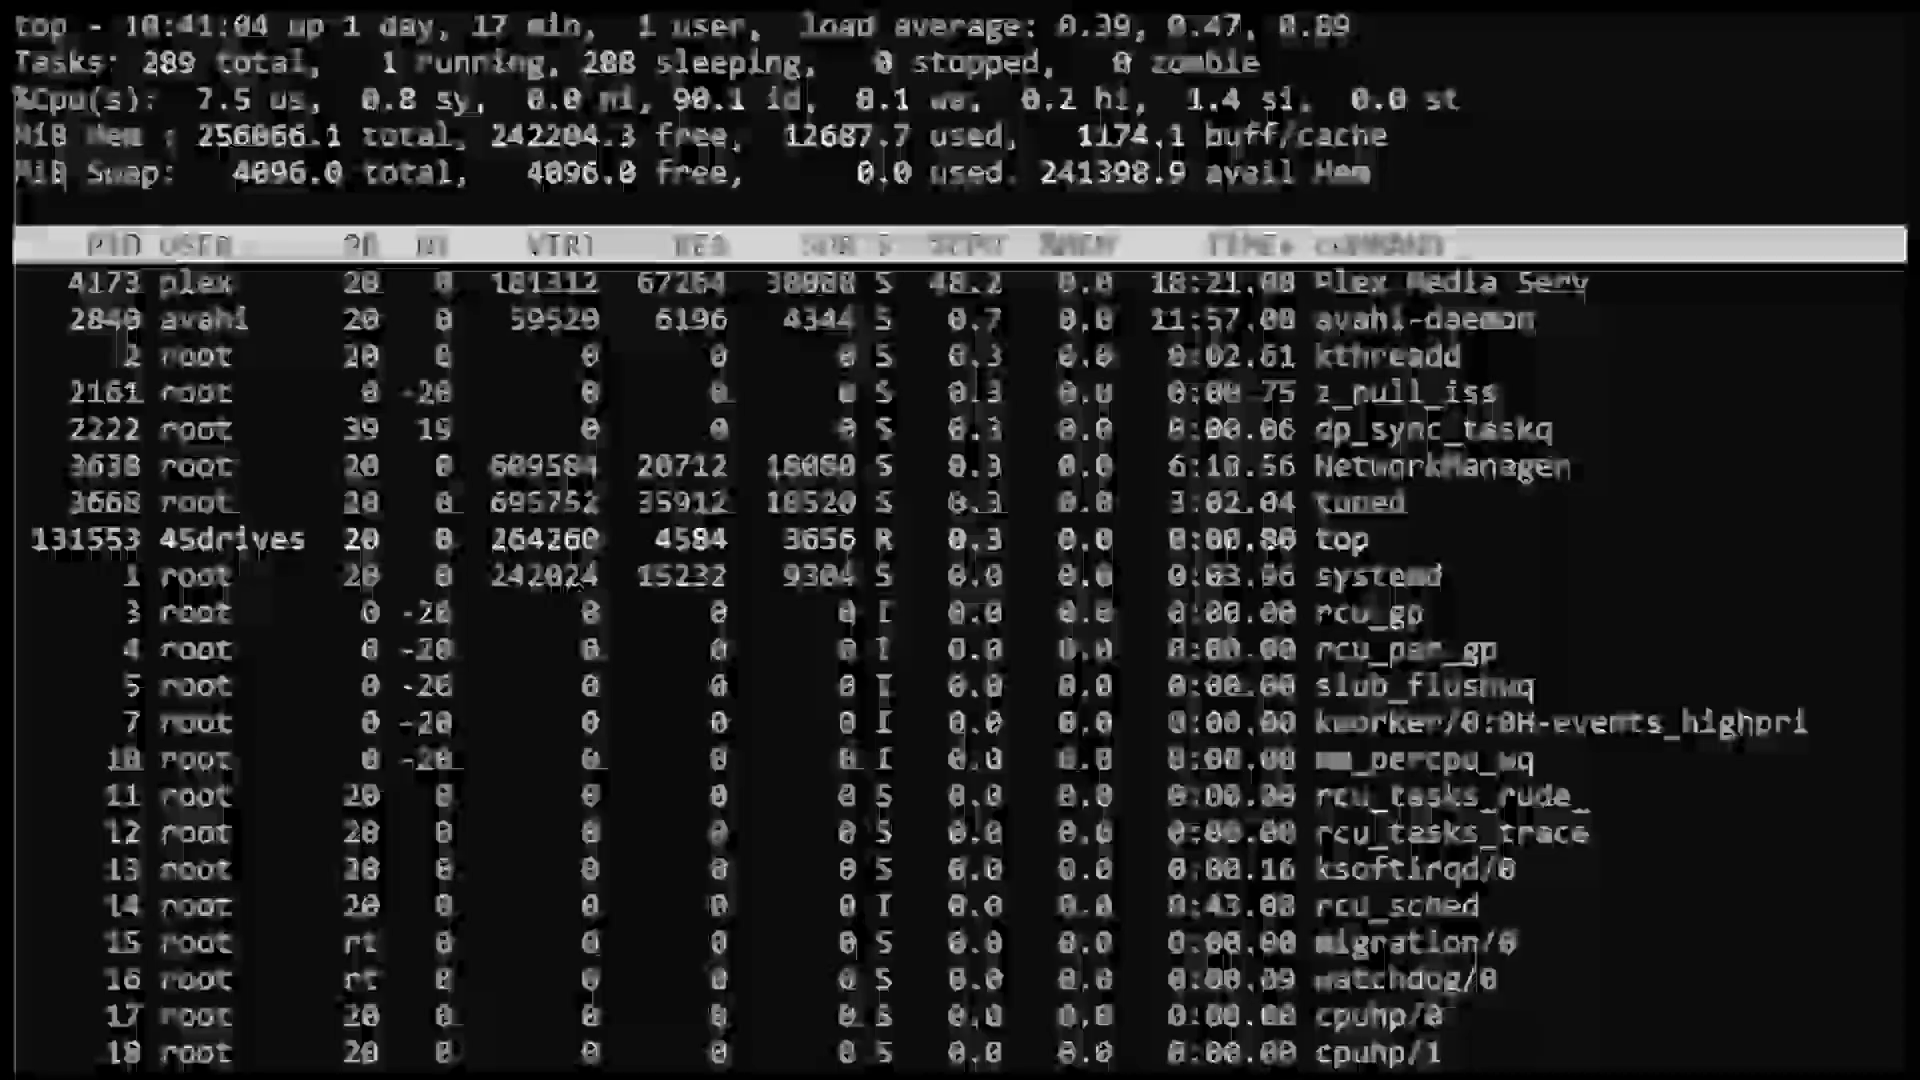 top - 10:41:04 up 1 day, 17 min, 1 user, load average: 0.39, 0.47, 0.89
Tasks: 289 total, 1 running, 288 sleeping, 0 stopped, 0 zombie
%Cpu(s): 7.5 us, 0.8 sy, 0.0 ni, 90.1 id, 0.1 wa, 0.2 hi, 1.4 si, 0.0 st
MiB Mem : 256066.1 total, 242204.3 free, 12687.7 used, 1174.1 buff/cache
MiB Swap: 4096.0 total, 4096.0 free, 0.0 used. 241398.9 avail Mem
PID USER PR NI VIRT RES SHR S %CPU %MEM TIME+ COMMAND
4173 plex 20 0 181312 67264 S 48.2 0.0 Plex Media Serv
2840 avahi 20 0 59520 6196 4344 S 0.7 0.0 11:57.00 avahi-daemon
2 root 20 0 0 0 0 S 0.3 0.0 0:02.61 kthreadd
2161 root 0 -20 0 0 0 S 0.3 0.0 0:00.75 z_null_iss
2222 root 39 19 0 0 0 S 0.3 0.0 0:00.06 dp_sync_taskq
3638 root 20 0 609584 20712 S 0.3 0.0 6:10.56 NetworkManager
3668 root 20 0 695752 35912 S 0.3 0.0 3:02.04 tuned
131553 45drives 20 0 264260 4584 3656 R 0.3 0.0 0:00.80 top
1 root 20 0 242024 15232 9304 S 0.0 0.0 0:03.96 systemd
3 root 0 -20 0 0 0 I 0.0 0.0 0:00.00 rcu_gp
4 root 0 -20 0 0 0 I 0.0 0.0 0:00.00 rcu_par_gp
5 root 0 -20 0 0 0 I 0.0 0.0 0:00.00 slub_flushwq
7 root 0 -20 0 0 0 I 0.0 0.0 0:00.00 kworker/0:0H-events_highpri
10 root 0 -20 0 0 0 I 0.0 0.0 0:00.00 mm_percpu_wq
11 root 20 0 0 0 0 S 0.0 0.0 0:00.00 rcu_tasks_rude_
12 root 20 0 0 0 0 S 0.0 0.0 0:00.00 rcu_tasks_trace
13 root 20 0 0 0 0 S 0.0 0.0 0:00.16 ksoftirqd/0
14 root 20 0 0 0 0 I 0.0 0.0 0:43.08 rcu_sched
15 root rt 0 0 0 0 S 0.0 0.0 0:00.00 migration/0
16 root rt 0 0 0 0 S 0.0 0.0 0:00.09 watchdog/0
17 root 20 0 0 0 0 S 0.0 0.0 0:00.00 cpuhp/0
18 root 20 0 0 0 0 S 0.0 0.0 0:00.00 cpuhp/1